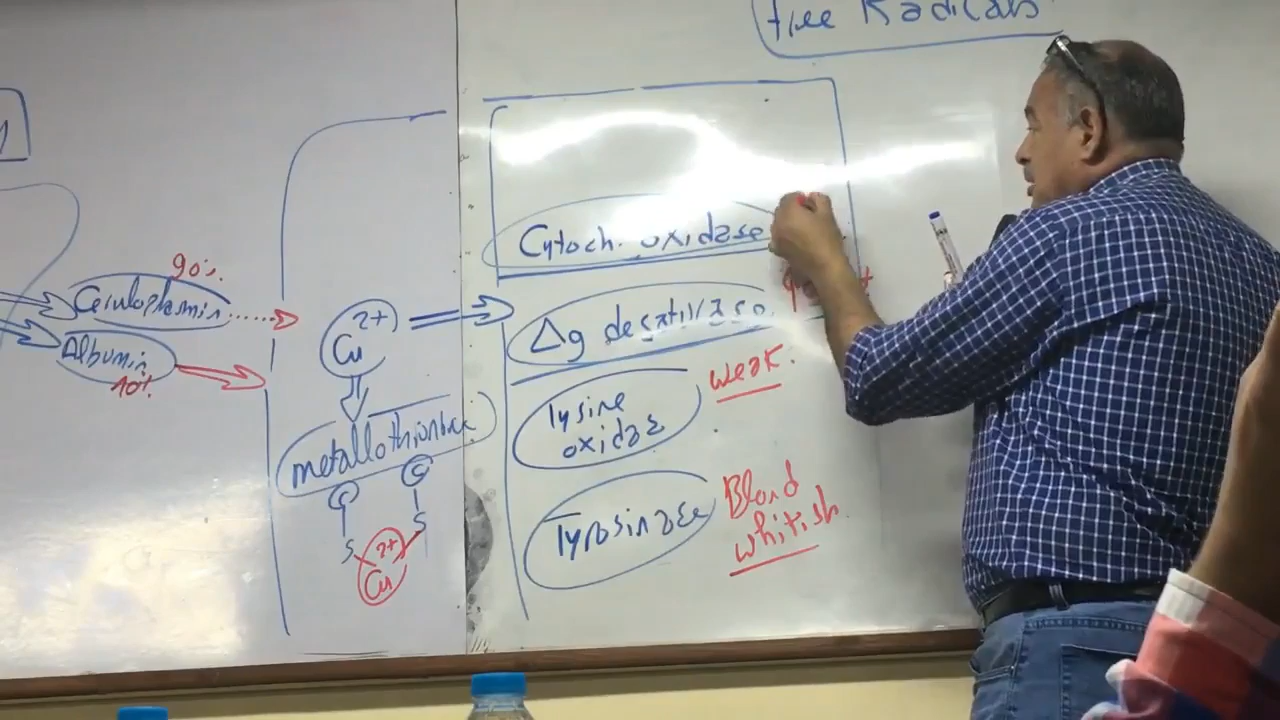 free Radicals
90%
Ceruloplasmin
Albumin
10%
Cu 2+
metallothionine
C C
S S
Cu 2+
Cytoch. oxidase
Δ9 desaturase
lysine
oxidase
weak.
Tyrosinase
Blond
whitish